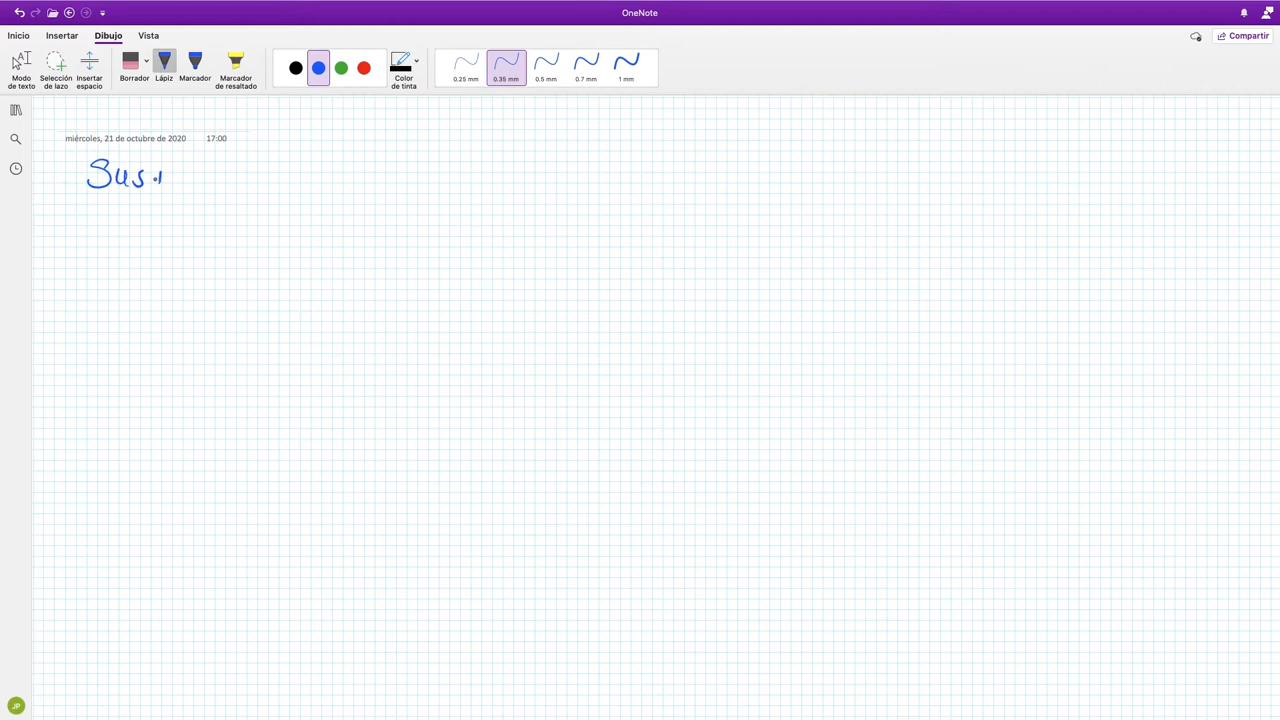 OneNote
Inicio Insertar Dibujo Vista Compartir
Modo de texto Selección de lazo Insertar espacio Borrador Lápiz Marcador Marcador de resaltado Color de tinta 0.25 mm 0.35 mm 0.5 mm 0.7 mm 1 mm
miércoles, 21 de octubre de 2020 17:00
Sus
JP